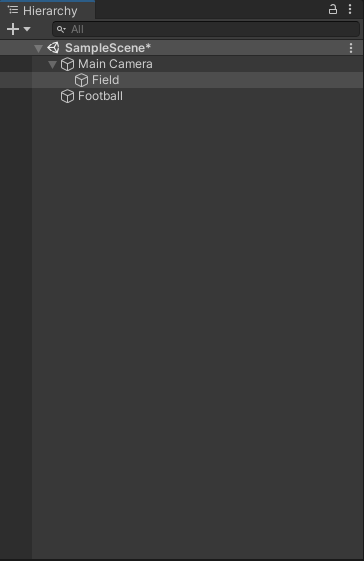 Hierarchy
All
SampleScene*
Main Camera
Field
Football